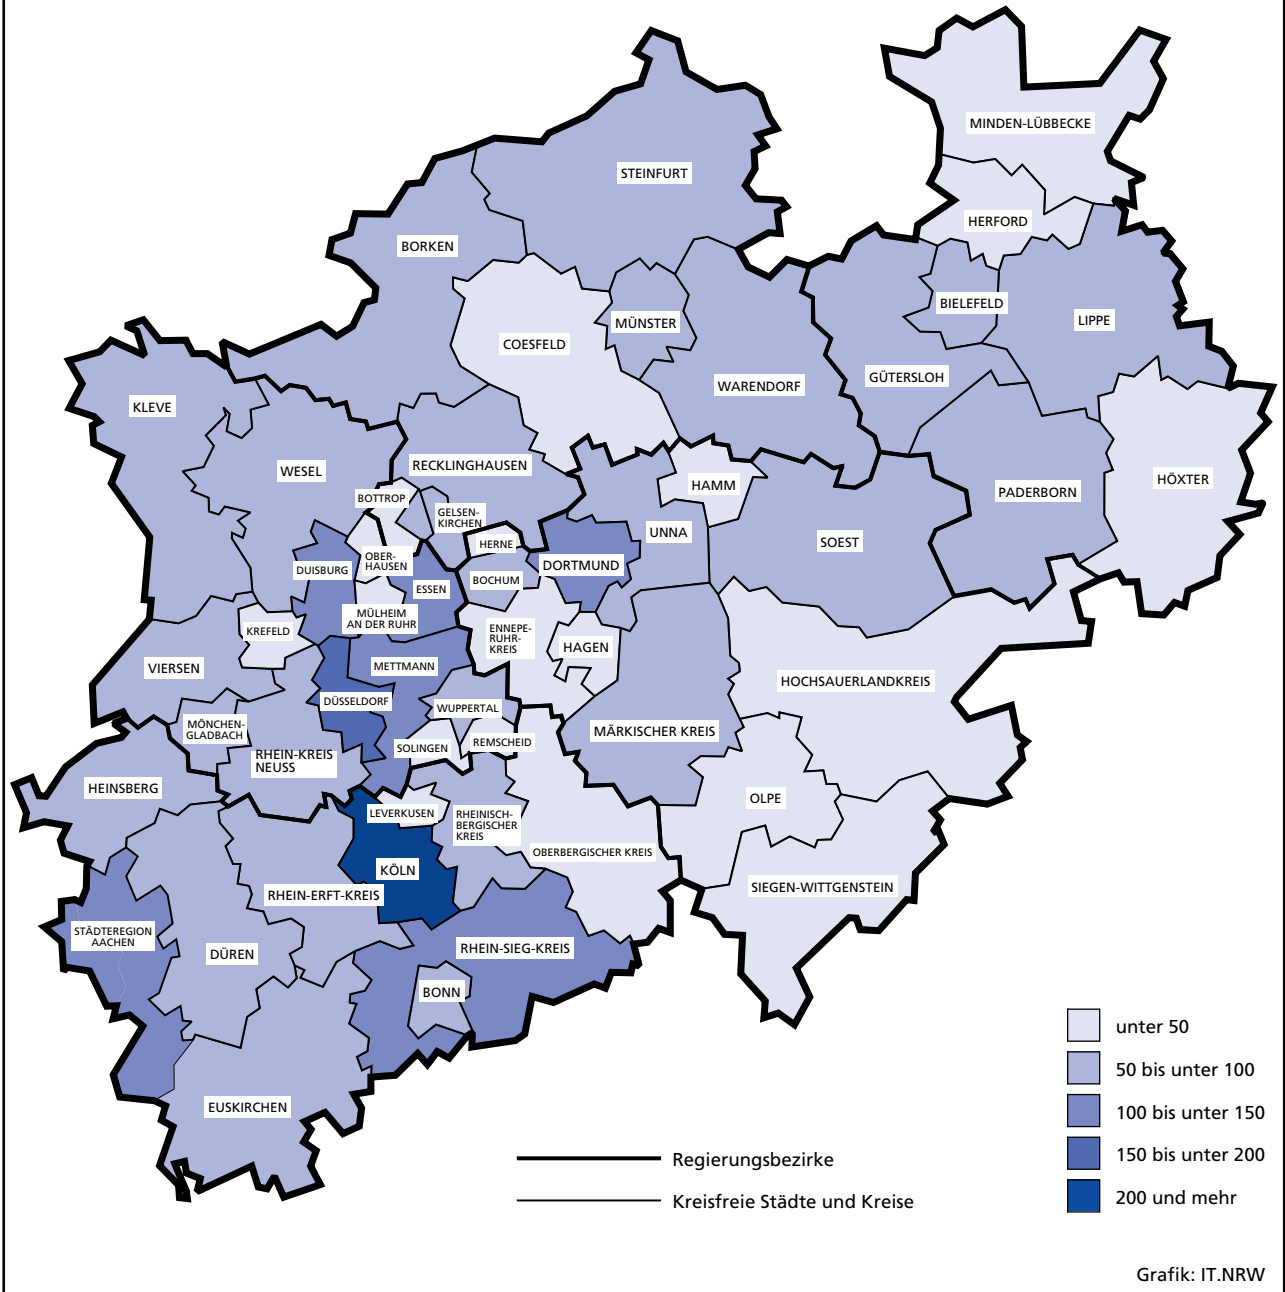 MINDEN-LÜBBECKE
STEINFURT
HERFORD
BORKEN
BIELEFELD
LIPPE
MÜNSTER
COESFELD
GÜTERSLOH
WARENDORF
KLEVE
RECKLINGHAUSEN
WESEL
HÖXTER
HAMM
PADERBORN
BOTTROP
GELSEN-
KIRCHEN
UNNA
SOEST
HERNE
OBER-
HAUSEN
DORTMUND
DUISBURG
BOCHUM
ESSEN
MÜLHEIM
AN DER RUHR
KREFELD
ENNEPE-
RUHR-
KREIS
HAGEN
VIERSEN
METTMANN
HOCHSAUERLANDKREIS
DÜSSELDORF
WUPPERTAL
MÖNCHEN-
GLADBACH
MÄRKISCHER KREIS
SOLINGEN
REMSCHEID
RHEIN-KREIS
NEUSS
HEINSBERG
OLPE
LEVERKUSEN
RHEINISCH-
BERGISCHER
KREIS
OBERBERGISCHER KREIS
KÖLN
SIEGEN-WITTGENSTEIN
RHEIN-ERFT-KREIS
STÄDTEREGION
AACHEN
DÜREN
RHEIN-SIEG-KREIS
BONN
EUSKIRCHEN
unter 50
50 bis unter 100
100 bis unter 150
150 bis unter 200
200 und mehr
Regierungsbezirke
Kreisfreie Städte und Kreise
Grafik: IT.NRW